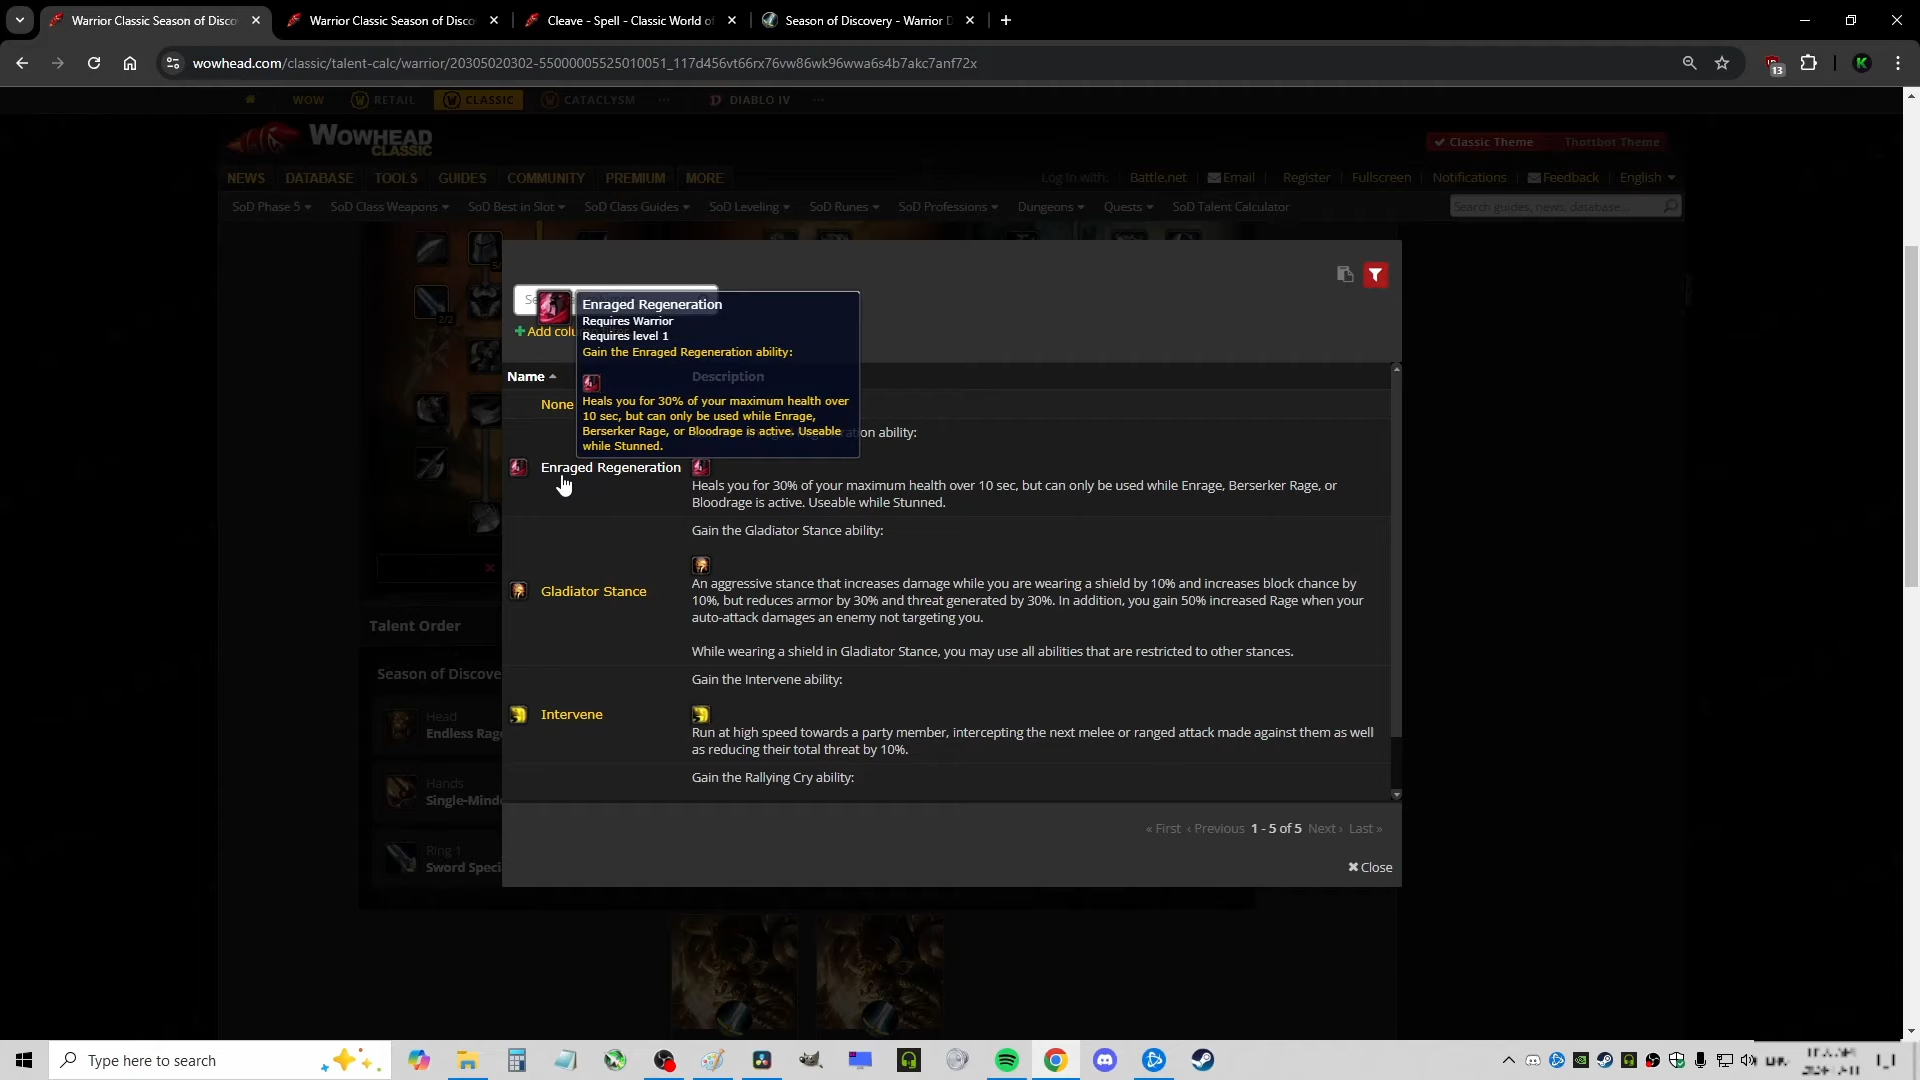 Warrior Classic Season of Disco
Warrior Classic Season of Disco
Cleave - Spell - Classic World of
Season of Discovery - Warrior D
wowhead.com/classic/talent-calc/warrior/20305020302-55000005525010051_117d456vt66rx76vw86wk96wwa6s4b7akc7anf72x
13
K
WOW
RETAIL
CLASSIC
CATACLYSM
DIABLO IV
WOWHEAD
CLASSIC
Classic Theme
Thottbot Theme
NEWS DATABASE TOOLS GUIDES COMMUNITY PREMIUM MORE
Log in with: Battle.net Email Register Fullscreen Notifications Feedback English
SoD Phase 5 SoD Class Weapons SoD Best in Slot SoD Class Guides SoD Leveling SoD Runes SoD Professions Dungeons Quests SoD Talent Calculator
Search guides, news, database...
2/2
Enraged Regeneration
Requires Warrior
Requires level 1
Gain the Enraged Regeneration ability:
Heals you for 30% of your maximum health over
10 sec, but can only be used while Enrage,
Berserker Rage, or Bloodrage is active. Useable
while Stunned.
Se
+Add colu
Name
Description
None
ation ability:
Enraged Regeneration
Heals you for 30% of your maximum health over 10 sec, but can only be used while Enrage, Berserker Rage, or
Bloodrage is active. Useable while Stunned.
Gain the Gladiator Stance ability:
Gladiator Stance
An aggressive stance that increases damage while you are wearing a shield by 10% and increases block chance by
10%, but reduces armor by 30% and threat generated by 30%. In addition, you gain 50% increased Rage when your
auto-attack damages an enemy not targeting you.
While wearing a shield in Gladiator Stance, you may use all abilities that are restricted to other stances.
Gain the Intervene ability:
Intervene
Run at high speed towards a party member, intercepting the next melee or ranged attack made against them as well
as reducing their total threat by 10%.
Gain the Rallying Cry ability:
« First ‹ Previous 1 - 5 of 5 Next › Last »
Close
Talent Order
Season of Discove
Head
Endless Rag
Hands
Single-Mind
Ring 1
Sword Speci
Type here to search